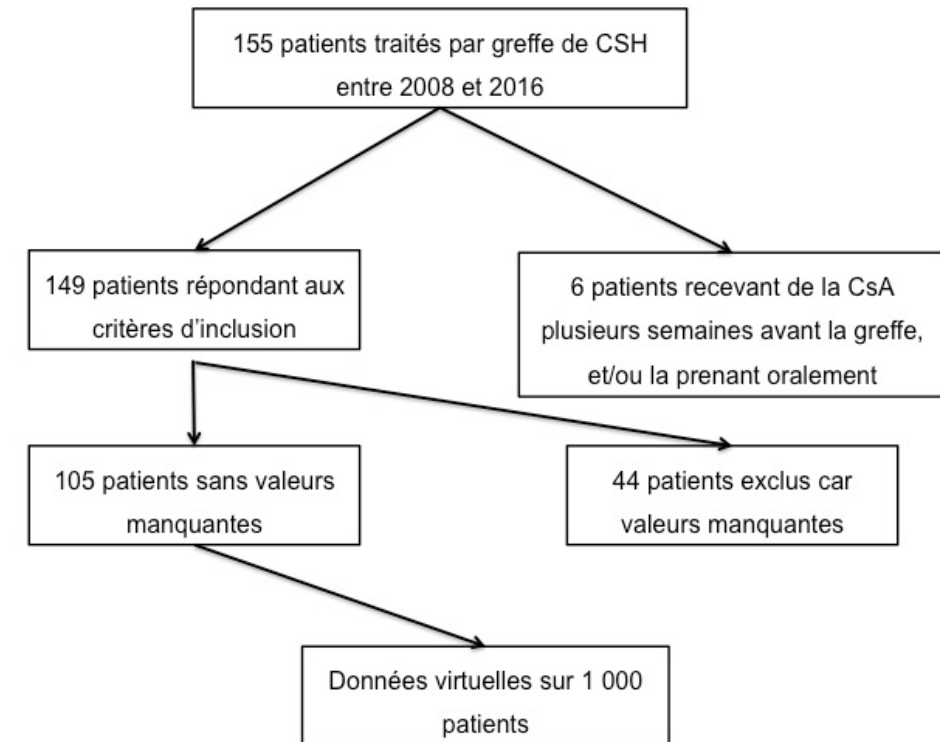 155 patients traités par greffe de CSH
entre 2008 et 2016
149 patients répondant aux
critères d'inclusion
6 patients recevant de la CsA
plusieurs semaines avant la greffe,
et/ou la prenant oralement
105 patients sans valeurs
manquantes
44 patients exclus car
valeurs manquantes
Données virtuelles sur 1 000
patients